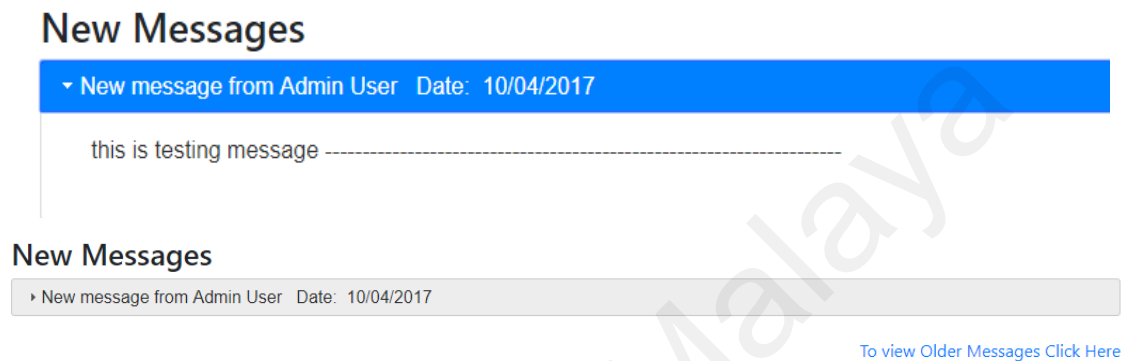 New Messages
New message from Admin User Date: 10/04/2017
this is testing message --------------------------------------------------------------------
New Messages
New message from Admin User Date: 10/04/2017
To view Older Messages Click Here
Malaya